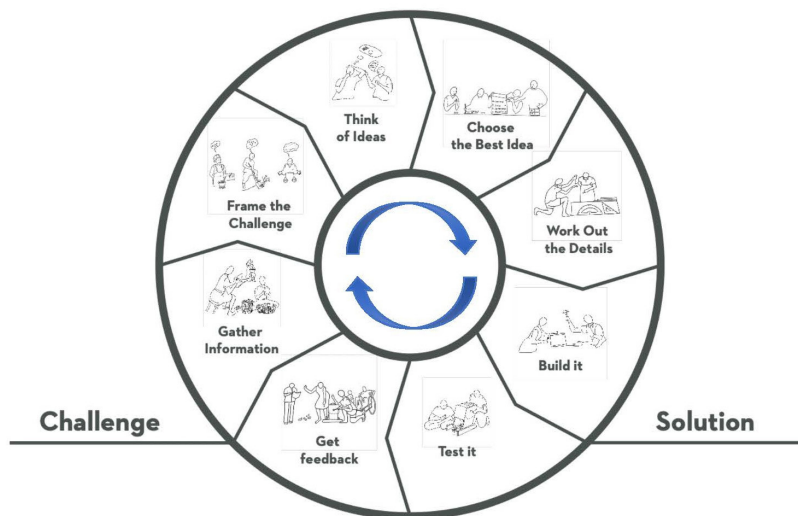 Think
of Ideas
Choose
the Best Idea
Frame the
Challenge
Work Out
the Details
Gather
Information
Build it
Get
feedback
Test it
Challenge
Solution